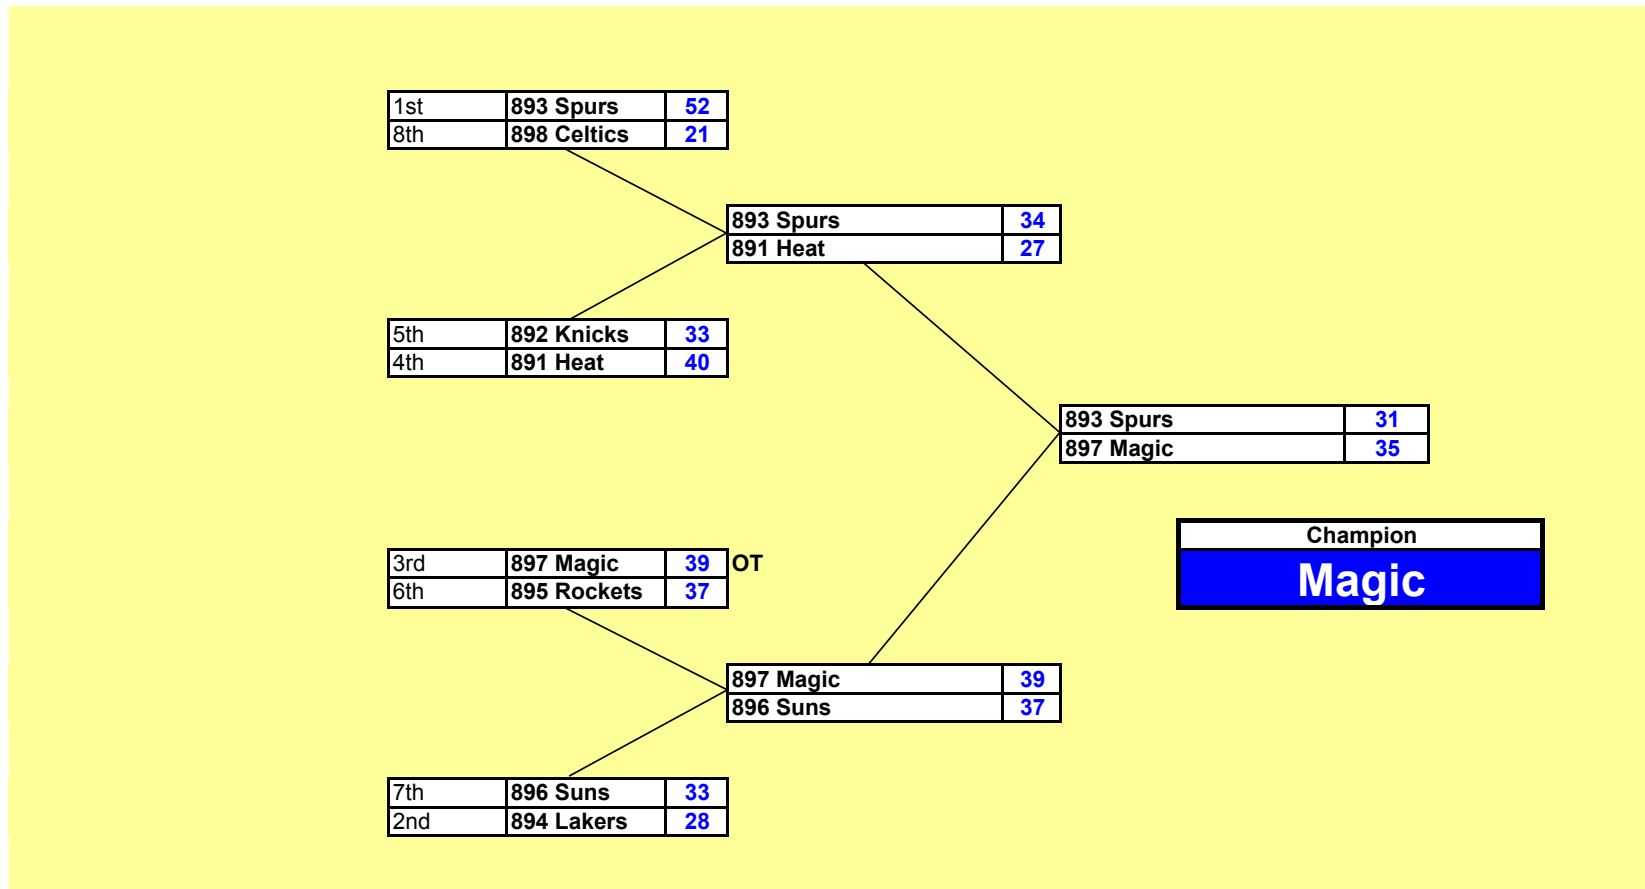 1st 893 Spurs 52
8th 898 Celtics 21
893 Spurs 34
891 Heat 27
5th 892 Knicks 33
4th 891 Heat 40
893 Spurs 31
897 Magic 35
Champion
Magic
3rd 897 Magic 39 OT
6th 895 Rockets 37
897 Magic 39
896 Suns 37
7th 896 Suns 33
2nd 894 Lakers 28